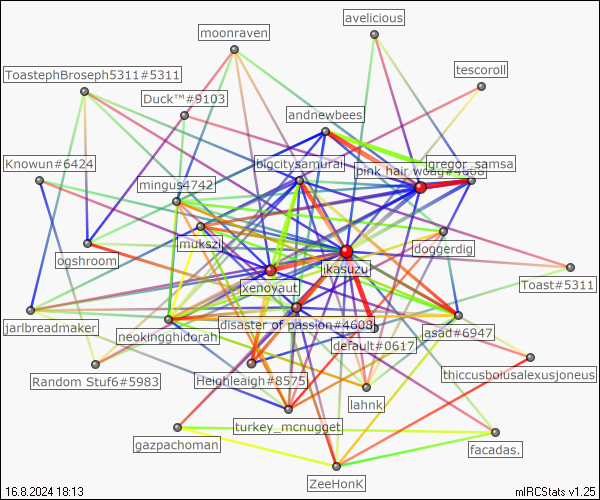 avelicious
moonraven
tescoroll
ToastephBroseph5311#5311
Duck™#9103
andnewbees
bigcitysamurai
gregor_samsa
pink hair woag#4608
Knowun#6424
mingus4742
mukszi
doggerdig
ogshroom
likasuzu
Toast#5311
xenoyaut
jarlbreadmaker
disaster of passion#4608
neokingghidorah
asad#6947
default#0617
Random Stuf6#5983
Heighleaigh#8575
thiccusboiusalexusjoneus
lahnk
turkey_mcnugget
gazpachoman
facadas.
ZeeHonK
16.8.2024 18:13
mIRCStats v1.25